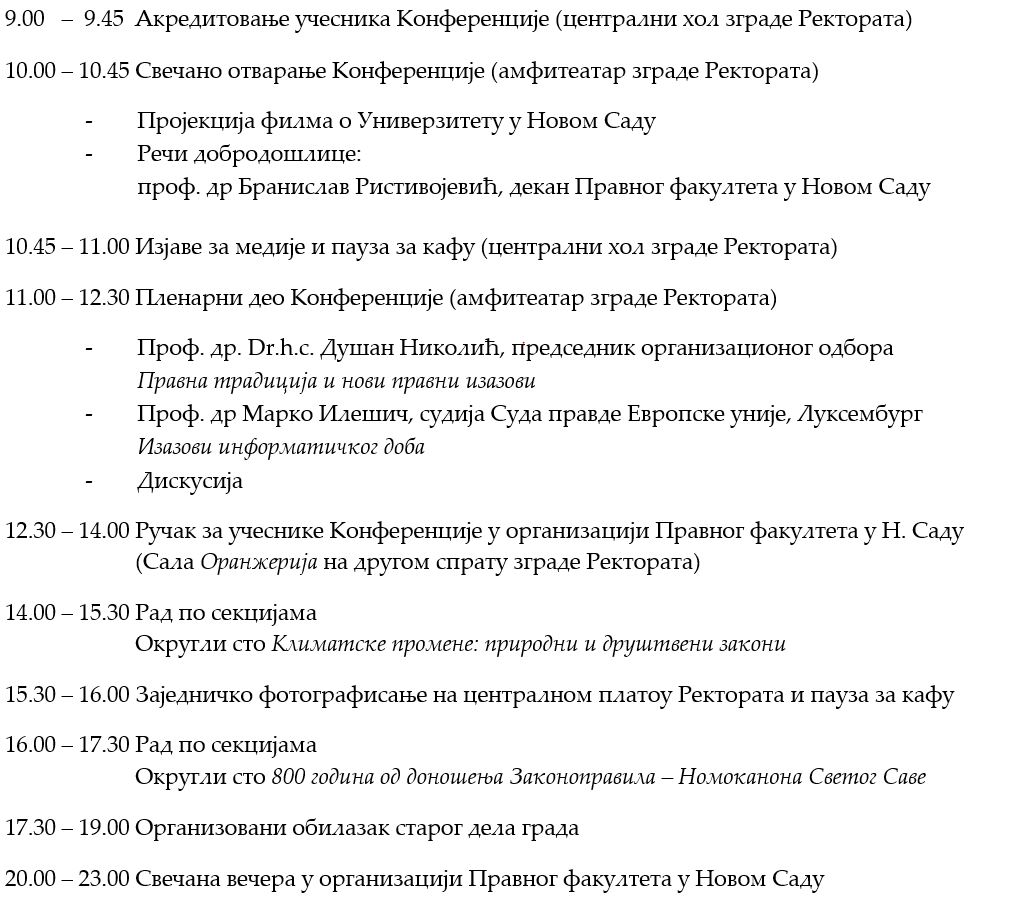 9.00 – 9.45 Акредитовање учесника Конференције (централни хол зграде Ректората)
10.00 – 10.45 Свечано отварање Конференције (амфитеатар зграде Ректората)
- Пројекција филма о Универзитету у Новом Саду
- Речи добродошлице:
проф. др Бранислав Ристивојевић, декан Правног факултета у Новом Саду
10.45 – 11.00 Изјаве за медије и пауза за кафу (централни хол зграде Ректората)
11.00 – 12.30 Пленарни део Конференције (амфитеатар зграде Ректората)
- Проф. др. Dr.h.c. Душан Николић, председник организационог одбора
Правна традиција и нови правни изазови
- Проф. др Марко Илешич, судија Суда правде Европске уније, Луксембург
Изазови информатичког доба
- Дискусија
12.30 – 14.00 Ручак за учеснике Конференције у организацији Правног факултета у Н. Саду
(Сала Оранжерија на другом спрату зграде Ректората)
14.00 – 15.30 Рад по секцијама
Округли сто Климатске промене: природни и друштвени закони
15.30 – 16.00 Заједничко фотографисање на централном платоу Ректората и пауза за кафу
16.00 – 17.30 Рад по секцијама
Округли сто 800 година од доношења Законоправила – Номоканона Светог Саве
17.30 – 19.00 Организовани обилазак старог дела града
20.00 – 23.00 Свечана вечера у организацији Правног факултета у Новом Саду